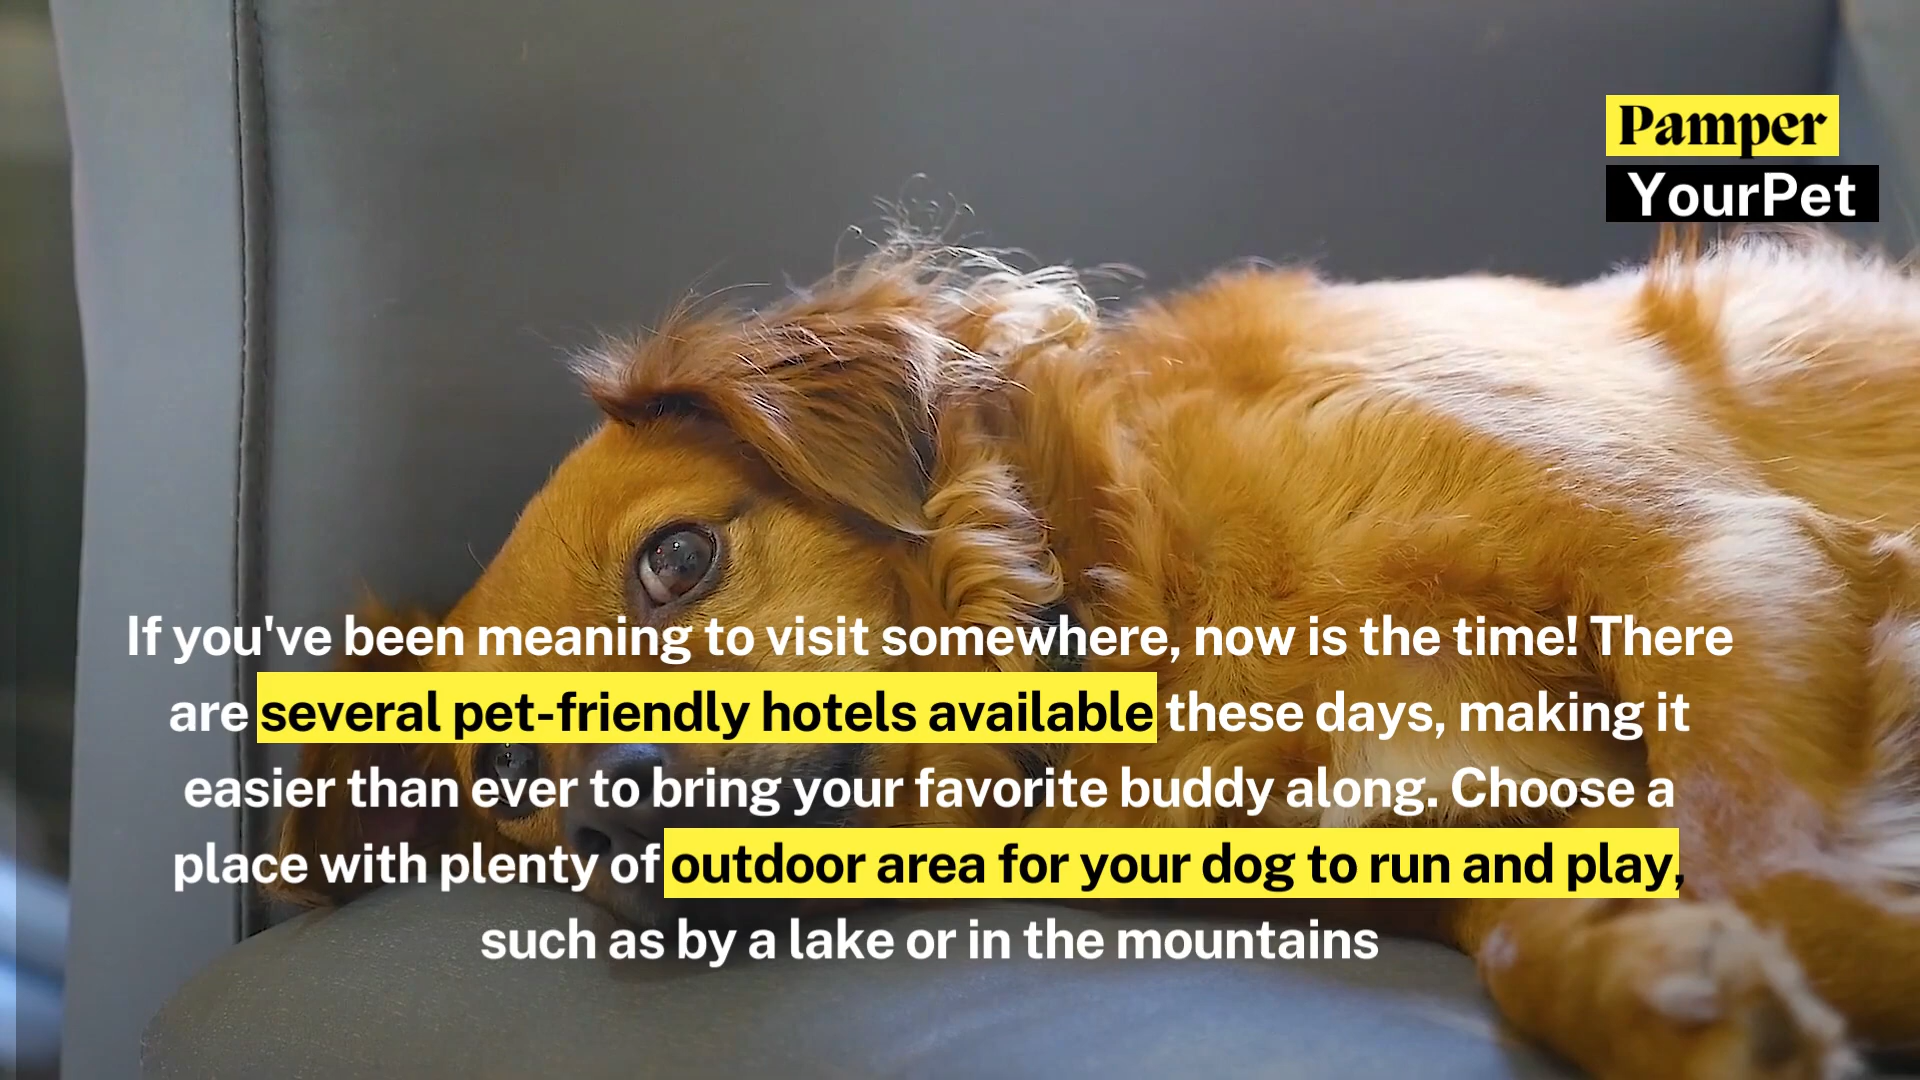 Pamper
YourPet
If you've been meaning to visit somewhere, now is the time! There
are several pet-friendly hotels available these days, making it
easier than ever to bring your favorite buddy along. Choose a
place with plenty of outdoor area for your dog to run and play,
such as by a lake or in the mountains